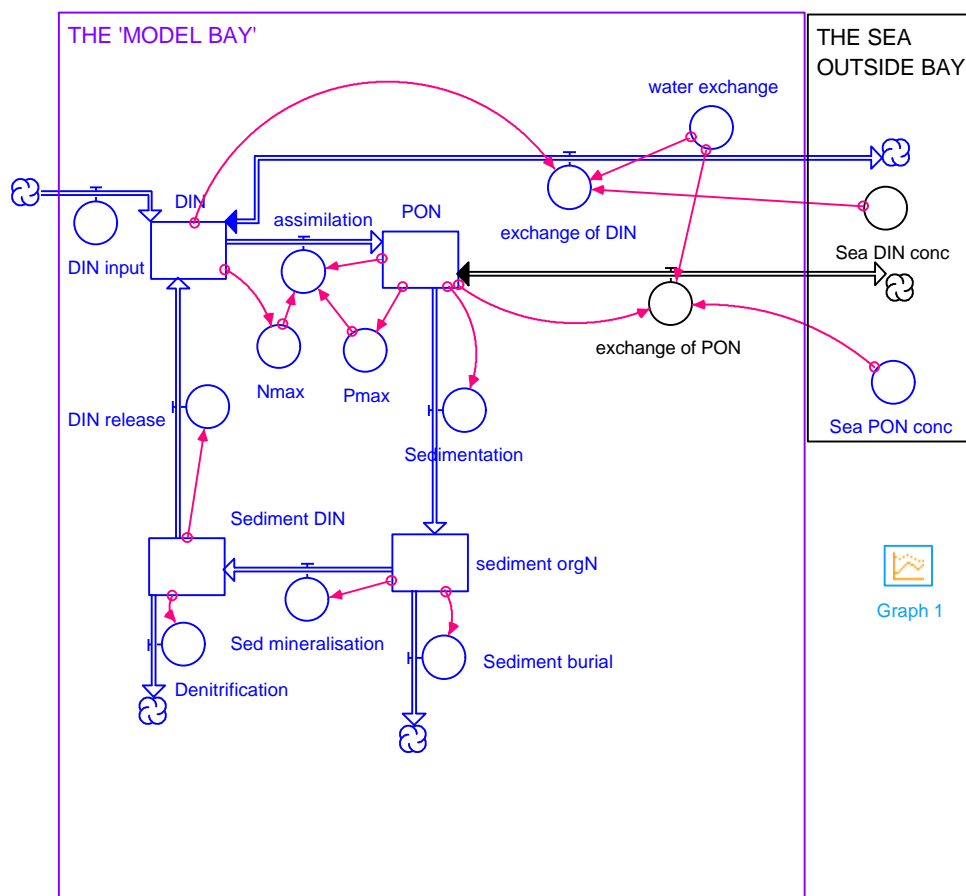 THE 'MODEL BAY'
THE SEA
OUTSIDE BAY
water exchange
DIN
assimilation
PON
DIN input
exchange of DIN
Sea DIN conc
exchange of PON
Nmax
Pmax
DIN release
Sea PON conc
Sedimentation
Sediment DIN
sediment orgN
Graph 1
Sed mineralisation
Sediment burial
Denitrification